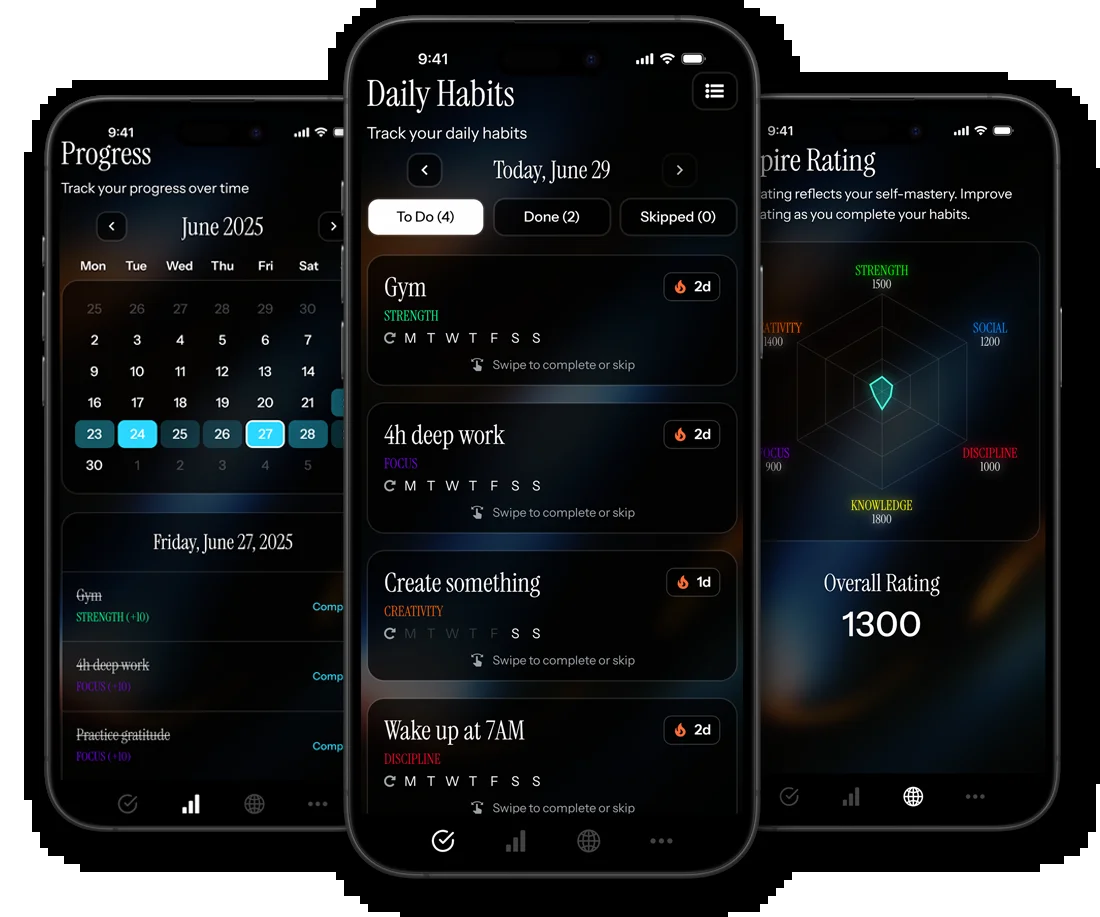 9:41
Progress
Track your progress over time
June 2025
Mon Tue Wed Thu Fri Sat
25 26 27 28 29 30
2 3 4 5 6 7
9 10 11 12 13 14
16 17 18 19 20 21
23 24 25 26 27 28
30 1 2 3 4 5
Friday, June 27, 2025
Gym
STRENGTH (+10)
Comp
4h deep work
FOCUS (+10)
Comp
Practice gratitude
FOCUS (+10)
Comp
9:41
Daily Habits
Track your daily habits
Today, June 29
To Do (4)
Done (2)
Skipped (0)
Gym
2d
STRENGTH
M T W T F S S
Swipe to complete or skip
4h deep work
2d
FOCUS
M T W T F S S
Swipe to complete or skip
Create something
1d
CREATIVITY
M T W T F S S
Swipe to complete or skip
Wake up at 7AM
2d
DISCIPLINE
M T W T F S S
Swipe to complete or skip
9:41
pire Rating
ating reflects your self-mastery. Improve
ating as you complete your habits.
STRENGTH
1500
EATIVITY
1400
SOCIAL
1200
OCUS
900
DISCIPLINE
1000
KNOWLEDGE
1800
Overall Rating
1300